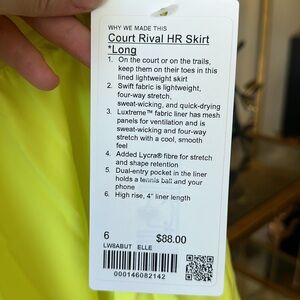 WHY WE MADE THIS
Court Rival HR Skirt
*Long
1. On the court or on the trails,
keep them on their toes in this
lined lightweight skirt
2. Swift fabric is lightweight,
four-way stretch,
sweat-wicking, and quick-drying
3. Luxtreme™ fabric liner has mesh
panels for ventilation and is
sweat-wicking and four-way
stretch with a cool, smooth
feel
4. Added Lycra® fibre for stretch
and shape retention
5. Dual-entry pocket in the liner
holds a tennis ball and your
phone
6. High rise, 4" liner length
6 $88.00
LW8ABUT ELLE
000146082142